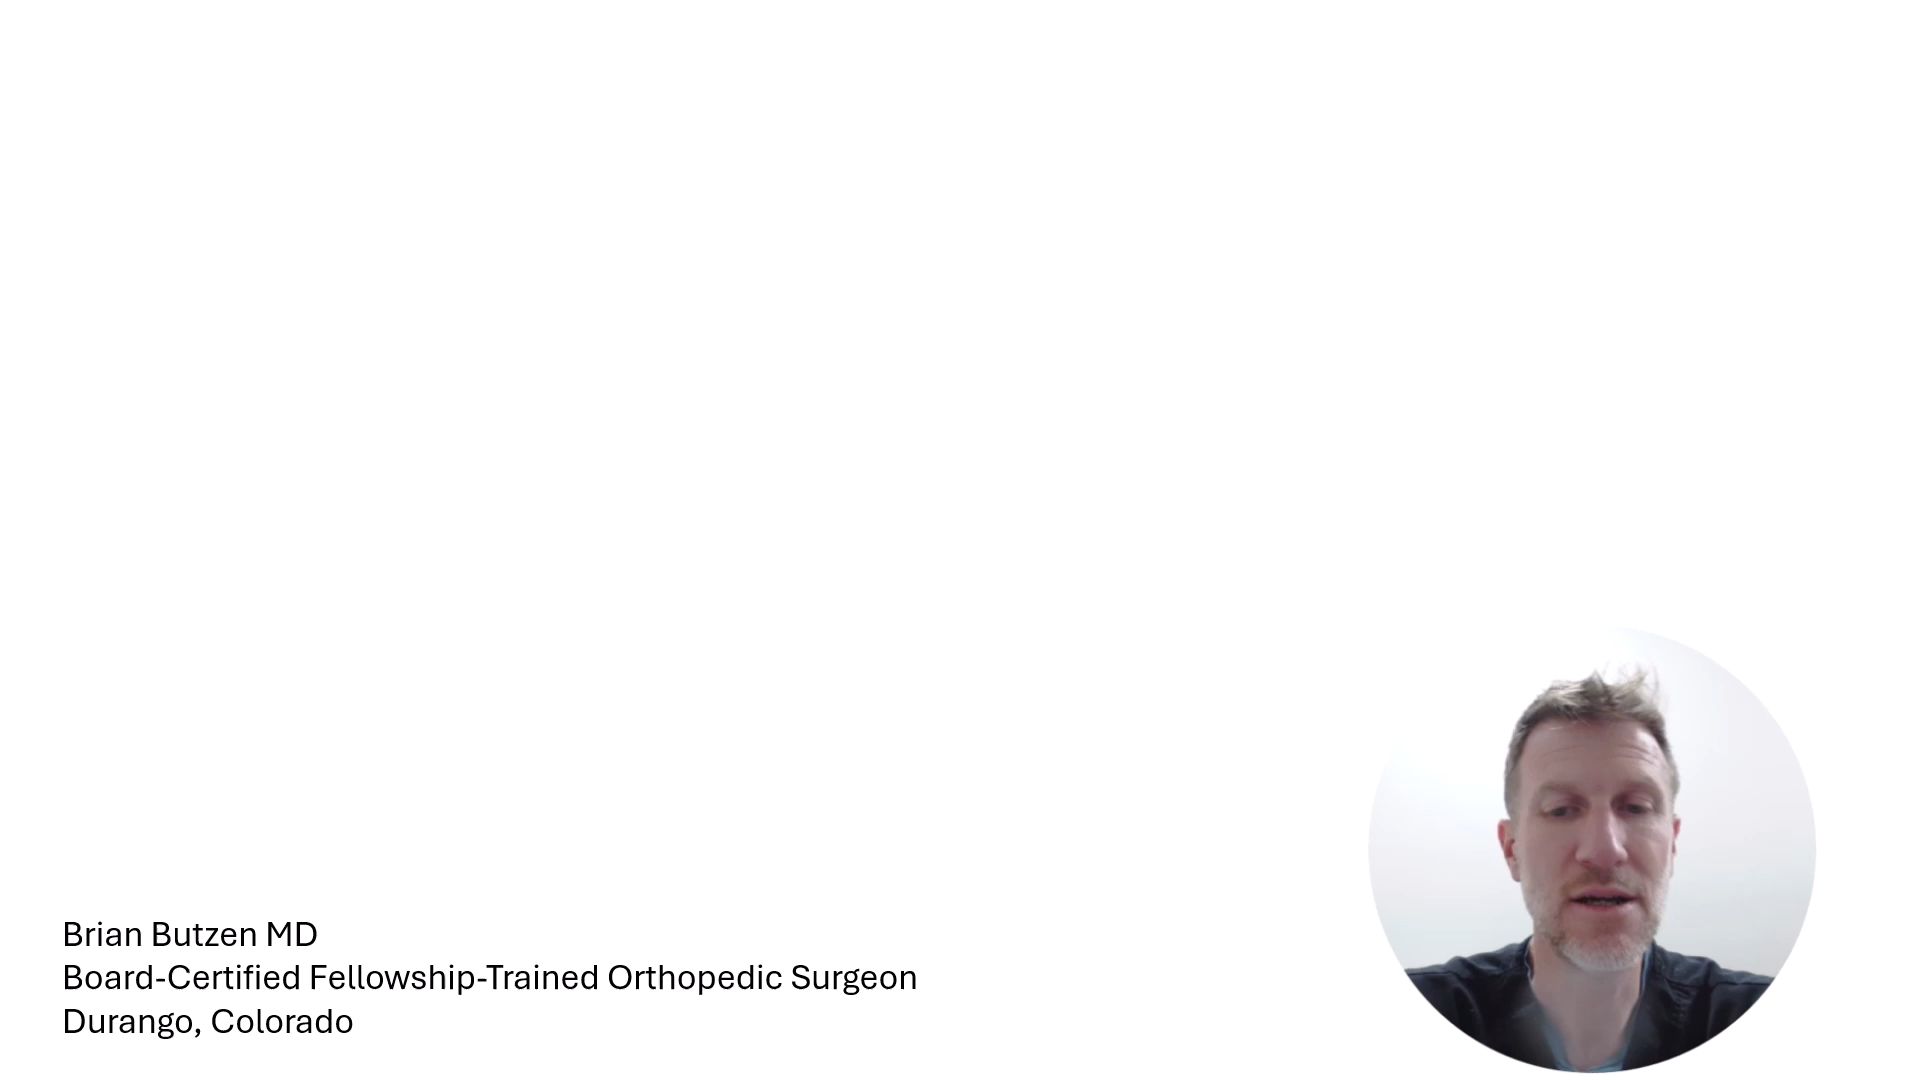 Brian Butzen MD
Board-Certified Fellowship-Trained Orthopedic Surgeon
Durango, Colorado